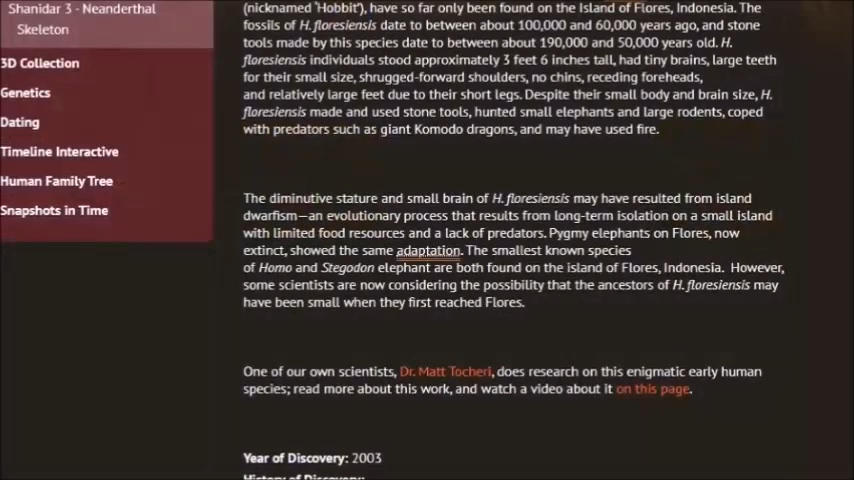 Shanidar 3 - Neanderthal
Skeleton
3D Collection
Genetics
Dating
Timeline Interactive
Human Family Tree
Snapshots in Time
(nicknamed 'Hobbit'), have so far only been found on the Island of Flores, Indonesia. The
fossils of H. floresiensis date to between about 100,000 and 60,000 years ago, and stone
tools made by this species date to between about 190,000 and 50,000 years old. H.
floresiensis individuals stood approximately 3 feet 6 inches tall, had tiny brains, large teeth
for their small size, shrugged-forward shoulders, no chins, receding foreheads,
and relatively large feet due to their short legs. Despite their small body and brain size, H.
floresiensis made and used stone tools, hunted small elephants and large rodents, coped
with predators such as giant Komodo dragons, and may have used fire.
The diminutive stature and small brain of H. floresiensis may have resulted from island
dwarfism—an evolutionary process that results from long-term isolation on a small island
with limited food resources and a lack of predators. Pygmy elephants on Flores, now
extinct, showed the same adaptation. The smallest known species
of Homo and Stegodon elephant are both found on the island of Flores, Indonesia. However,
some scientists are now considering the possibility that the ancestors of H. floresiensis may
have been small when they first reached Flores.
One of our own scientists, Dr. Matt Tocheri, does research on this enigmatic early human
species; read more about this work, and watch a video about it on this page.
Year of Discovery: 2003
History of Discovery: